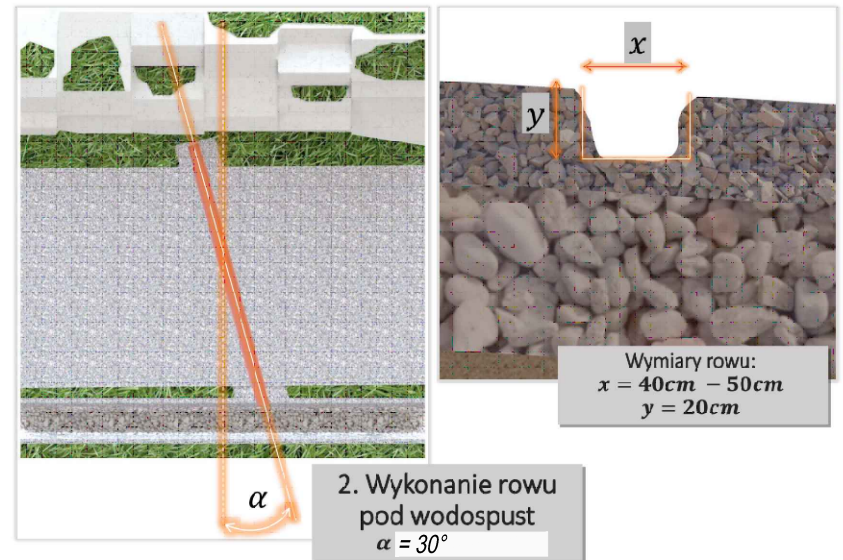 x
y
Wymiary rowu:
x = 40cm − 50cm
y = 20cm
α
2. Wykonanie rowu
pod wodospust
α = 30°